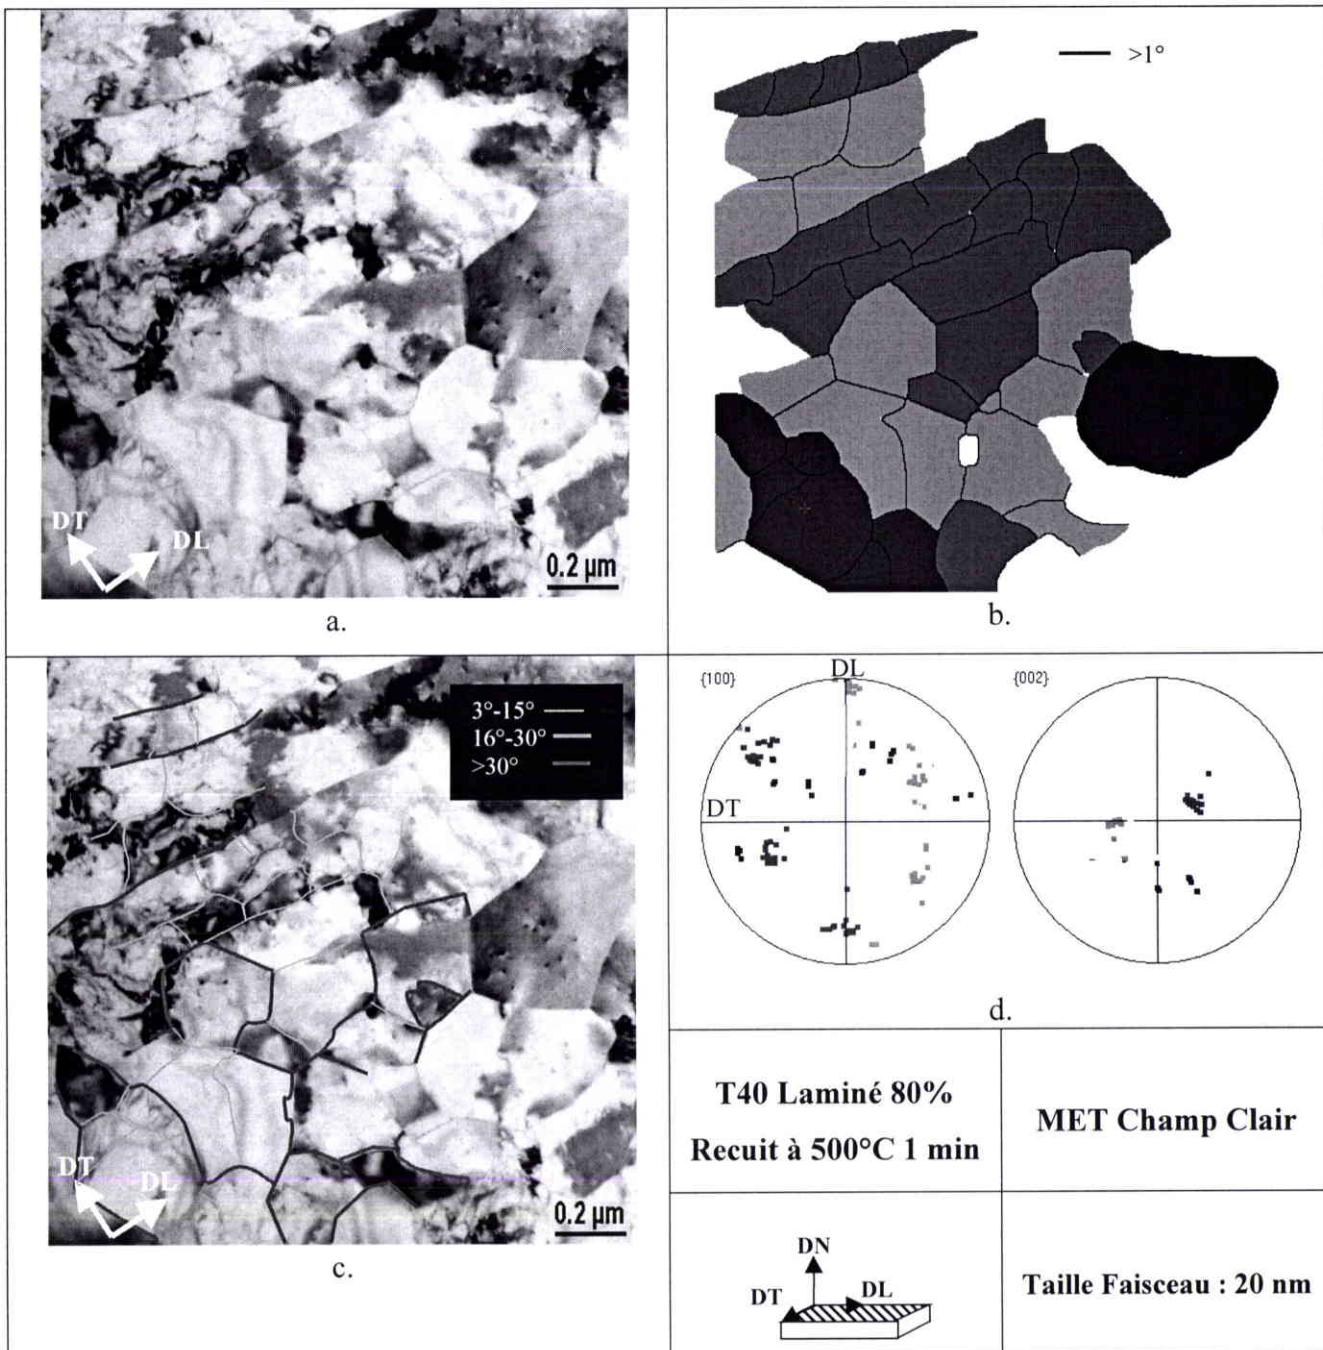 >1°
DT
DL
0.2 µm
a.
b.
3°-15°
16°-30°
>30°
DT
DL
0.2 µm
c.
{100}
DL
DT
{002}
d.
T40 Laminé 80%
Recuit à 500°C 1 min
MET Champ Clair
DN
DT
DL
Taille Faisceau : 20 nm